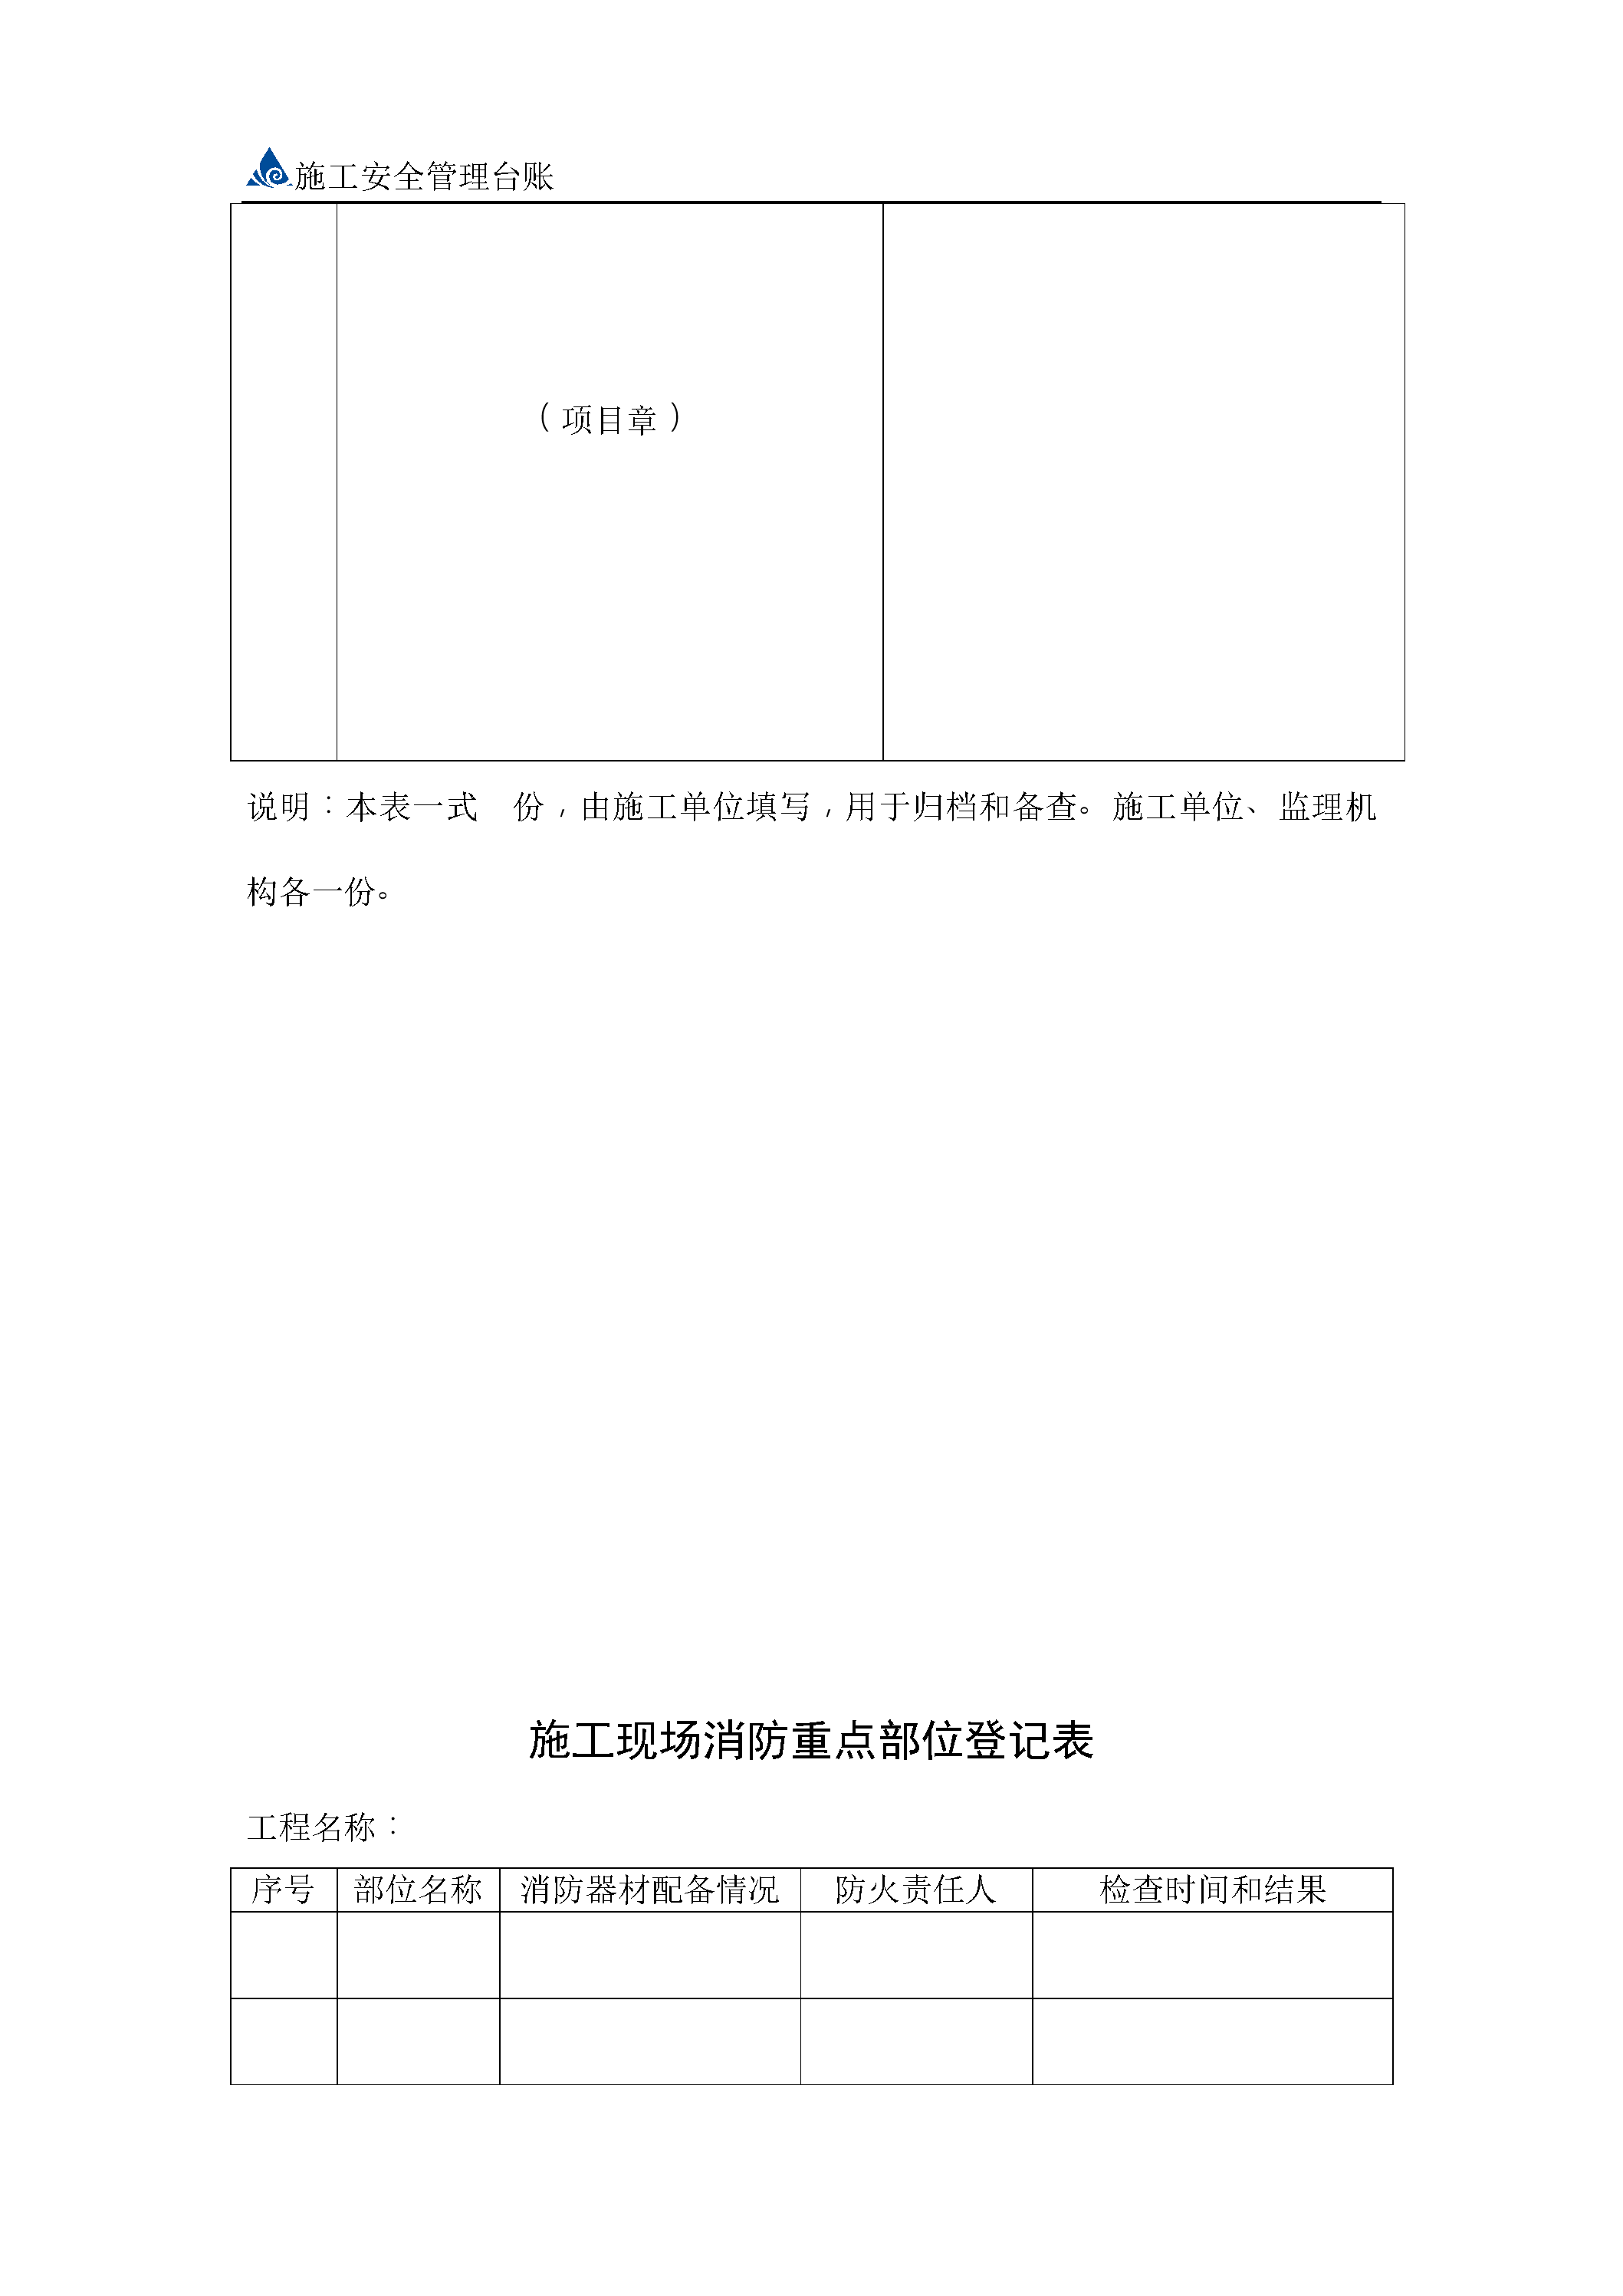 施工安全管理台账
（项目章）
说明：本表一式　份，由施工单位填写，用于归档和备查。施工单位、监理机
构各一份。
施工现场消防重点部位登记表
工程名称：
序号 部位名称 消防器材配备情况 防火责任人 检查时间和结果